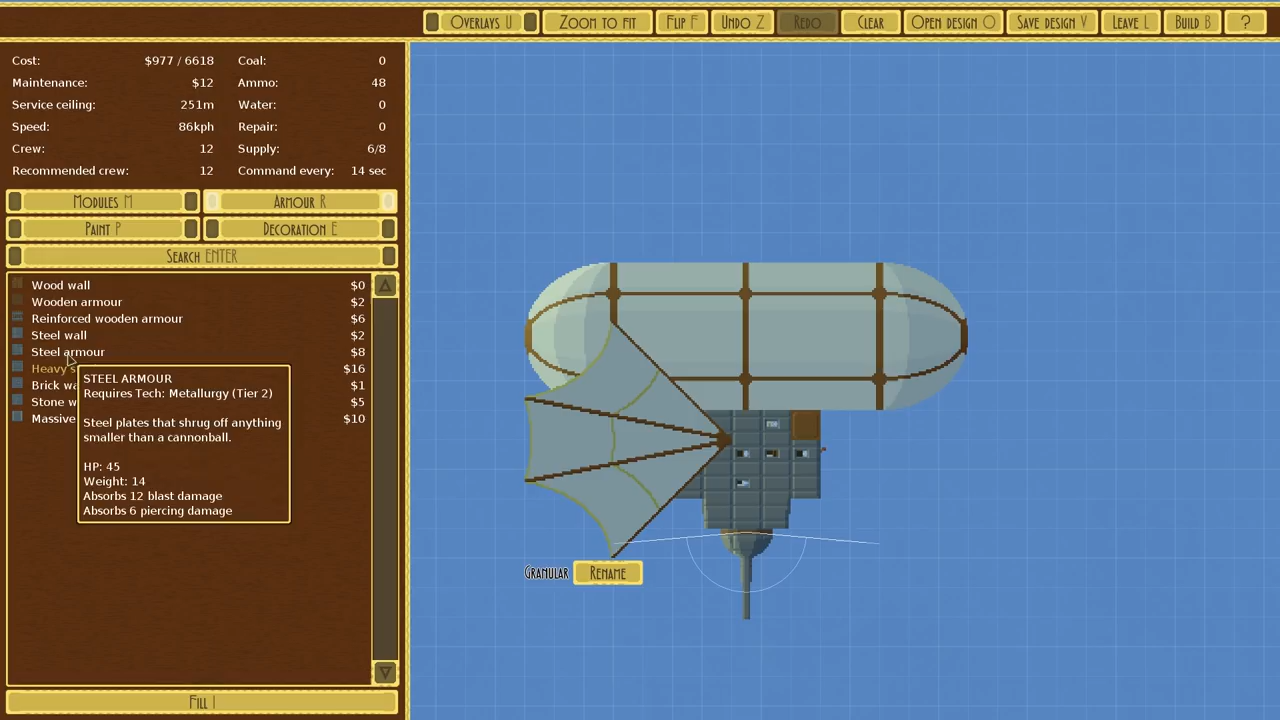 Overlays U
Zoom to fit
Flip F
Undo Z
Redo
Clear
Open design O
Save design V
Leave L
Build B
?
Cost: $977 / 6618
Coal: 0
Maintenance: $12
Ammo: 48
Service ceiling: 251m
Water: 0
Speed: 86kph
Repair: 0
Crew: 12
Supply: 6/8
Recommended crew: 12
Command every: 14 sec
Modules M
Armour R
Paint P
Decoration E
Search ENTER
Wood wall $0
Wooden armour $2
Reinforced wooden armour $6
Steel wall $2
Steel armour $8
Heavy s $16
Brick wa $1
Stone w $5
Massive $10
STEEL ARMOUR
Requires Tech: Metallurgy (Tier 2)
Steel plates that shrug off anything
smaller than a cannonball.
HP: 45
Weight: 14
Absorbs 12 blast damage
Absorbs 6 piercing damage
Granular
Rename
Fill I